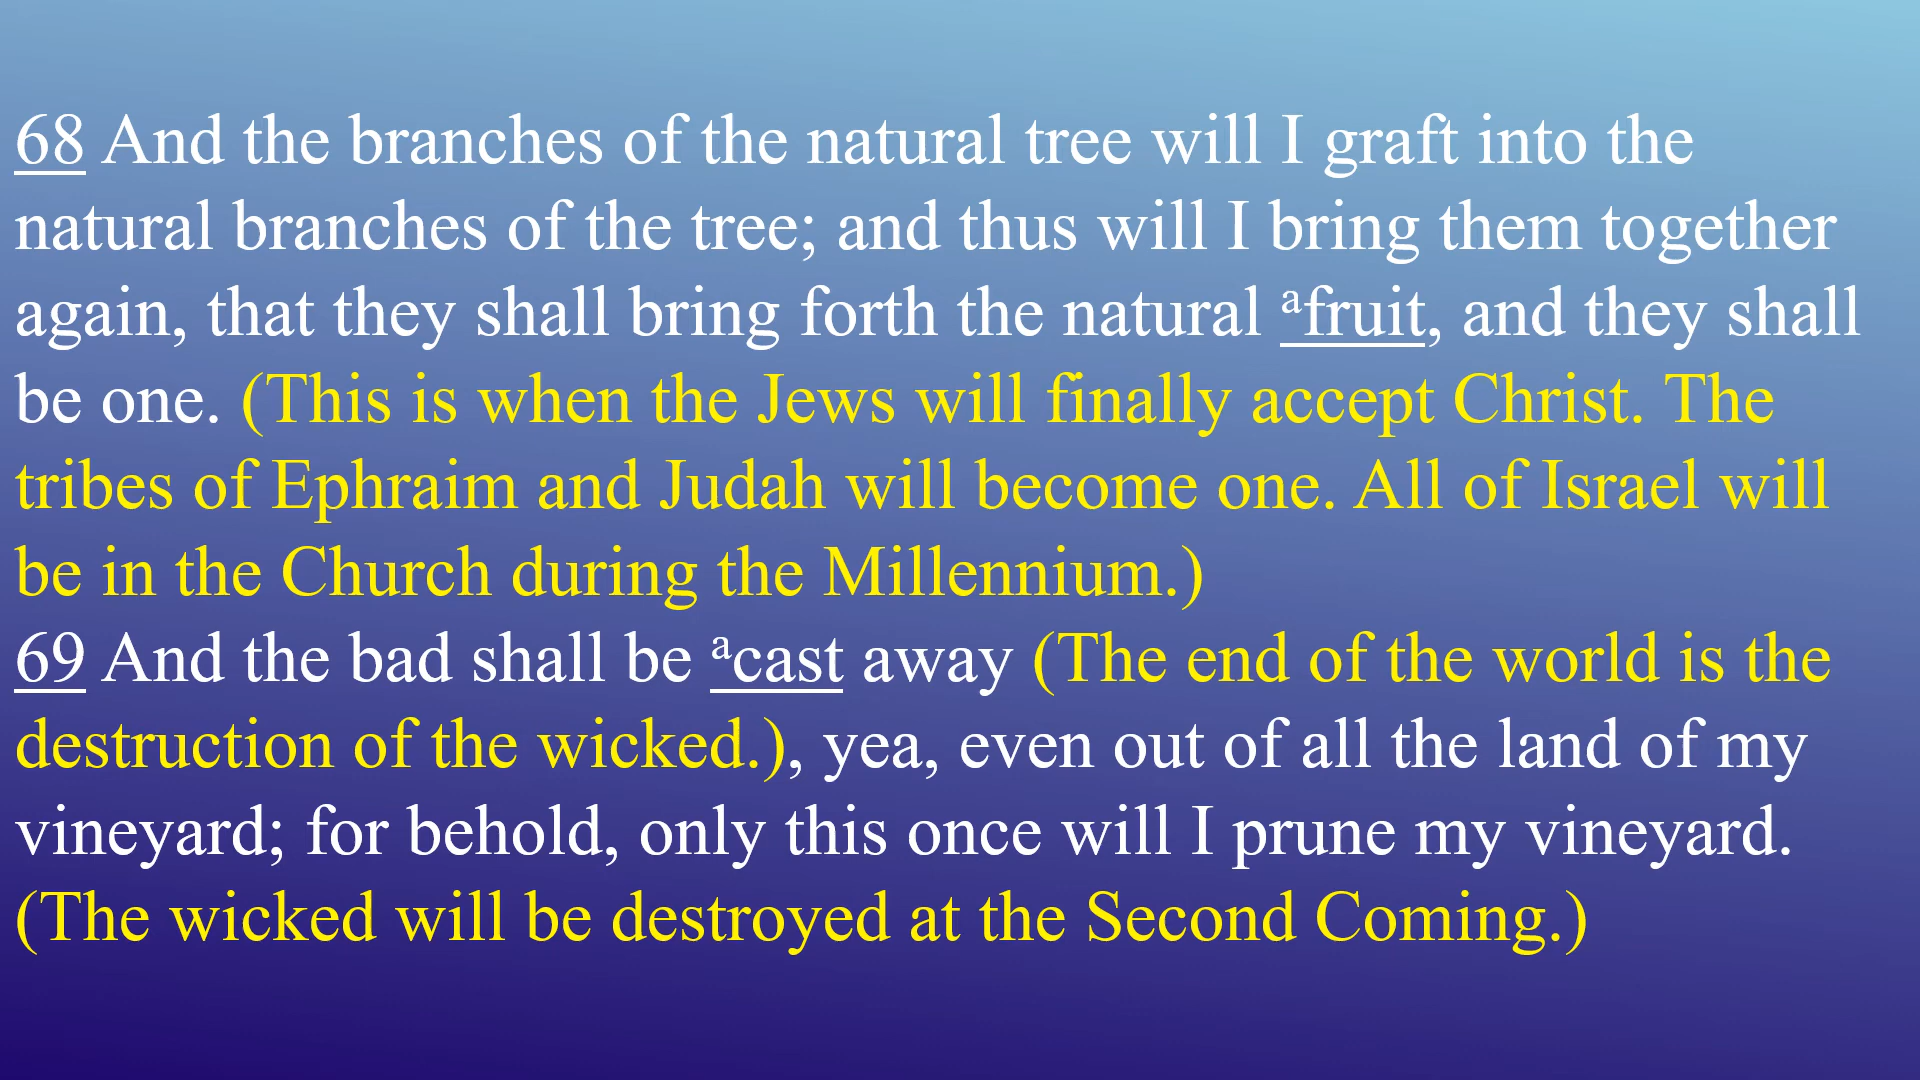 68 And the branches of the natural tree will I graft into the
natural branches of the tree; and thus will I bring them together
again, that they shall bring forth the natural ᵃfruit, and they shall
be one. (This is when the Jews will finally accept Christ. The
tribes of Ephraim and Judah will become one. All of Israel will
be in the Church during the Millennium.)
69 And the bad shall be ᵃcast away (The end of the world is the
destruction of the wicked.), yea, even out of all the land of my
vineyard; for behold, only this once will I prune my vineyard.
(The wicked will be destroyed at the Second Coming.)